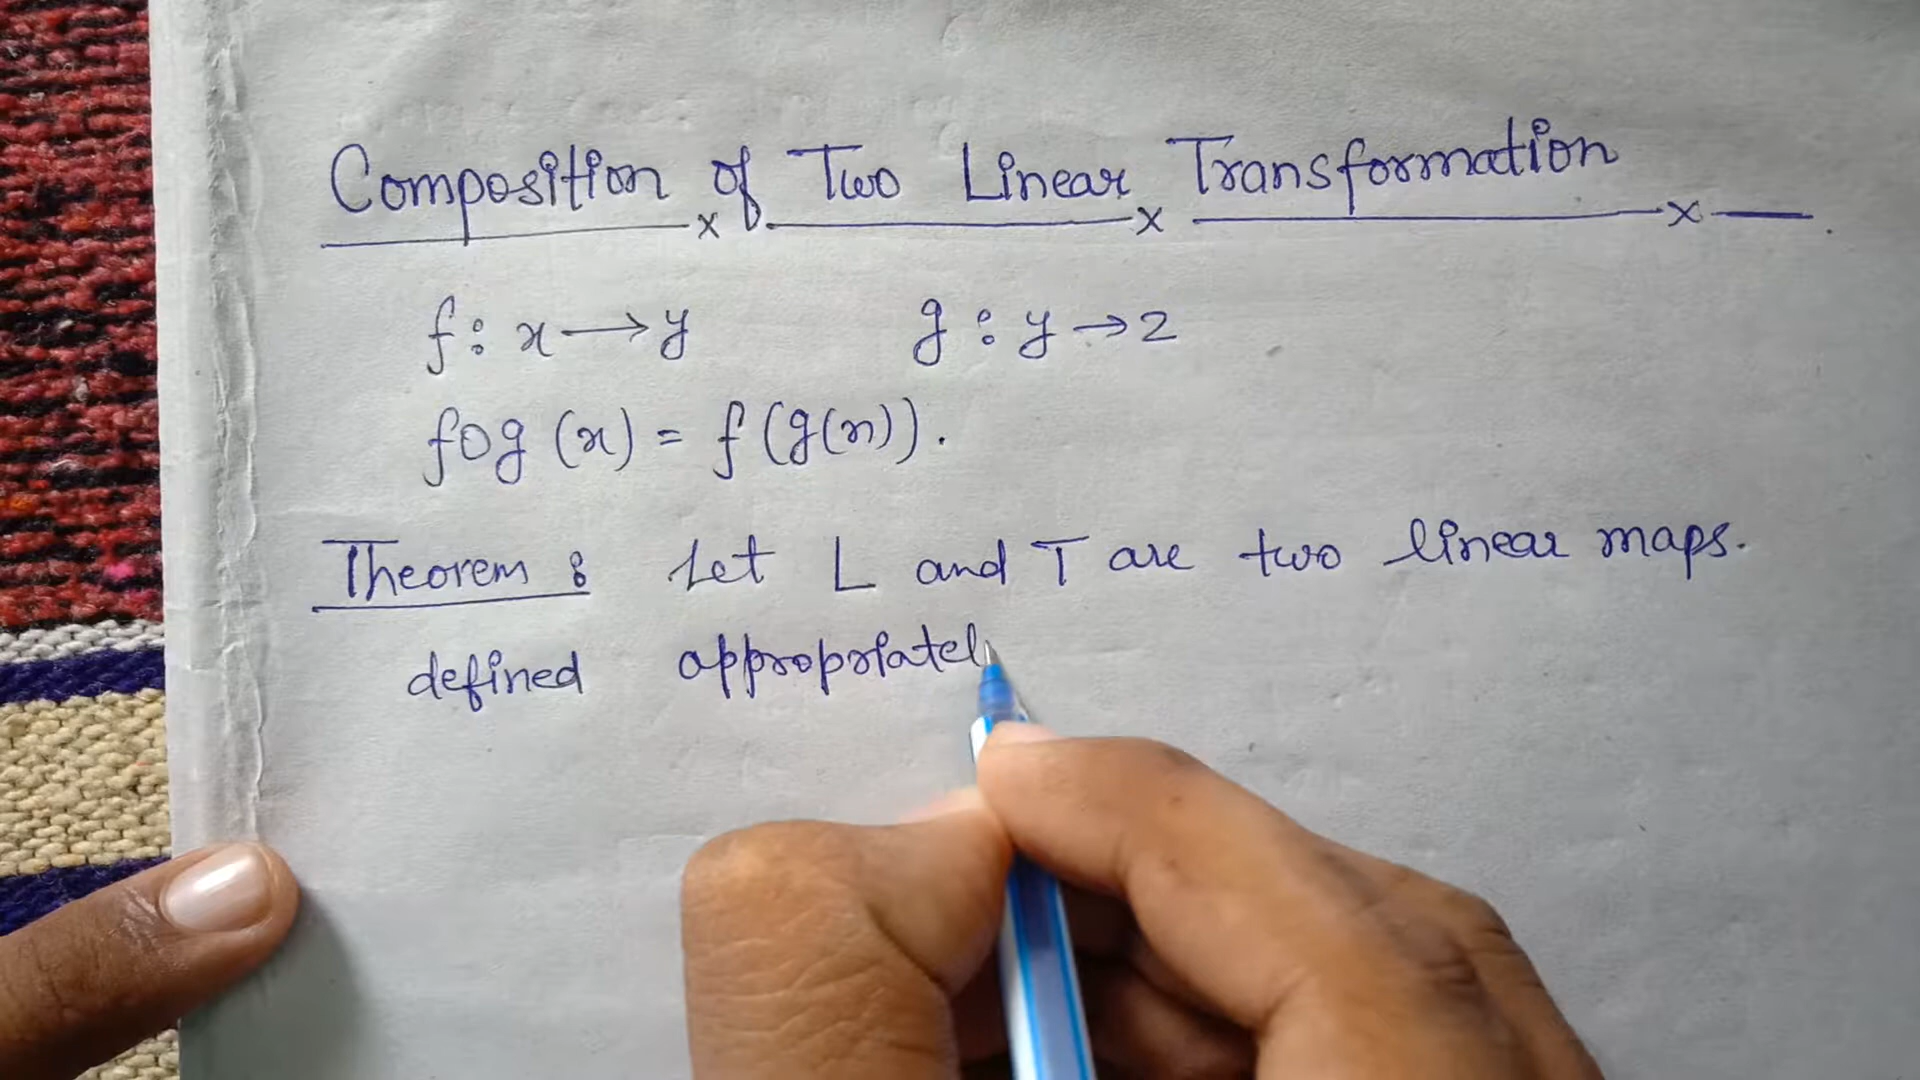 Composition of Two Linear Transformation
f : x → y g : y → z
fog (x) = f (g(x)).
Theorem : Let L and T are two linear maps.
defined appropriatel